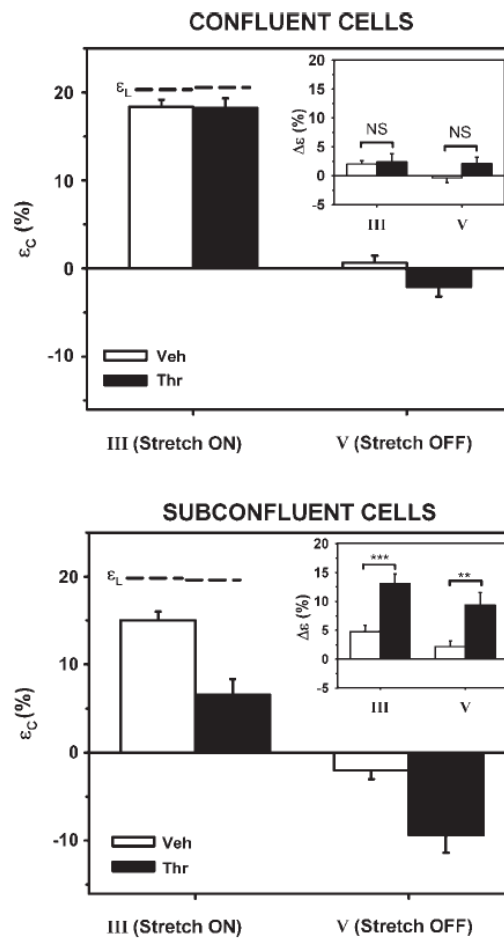 CONFLUENT CELLS
εL
εC (%)
20
10
0
-10
Δε (%)
20
15
10
5
0
-5
NS
NS
III
V
Veh
Thr
III (Stretch ON)
V (Stretch OFF)
SUBCONFLUENT CELLS
εL
εC (%)
20
10
0
-10
Δε (%)
20
15
10
5
0
-5
***
**
III
V
Veh
Thr
III (Stretch ON)
V (Stretch OFF)